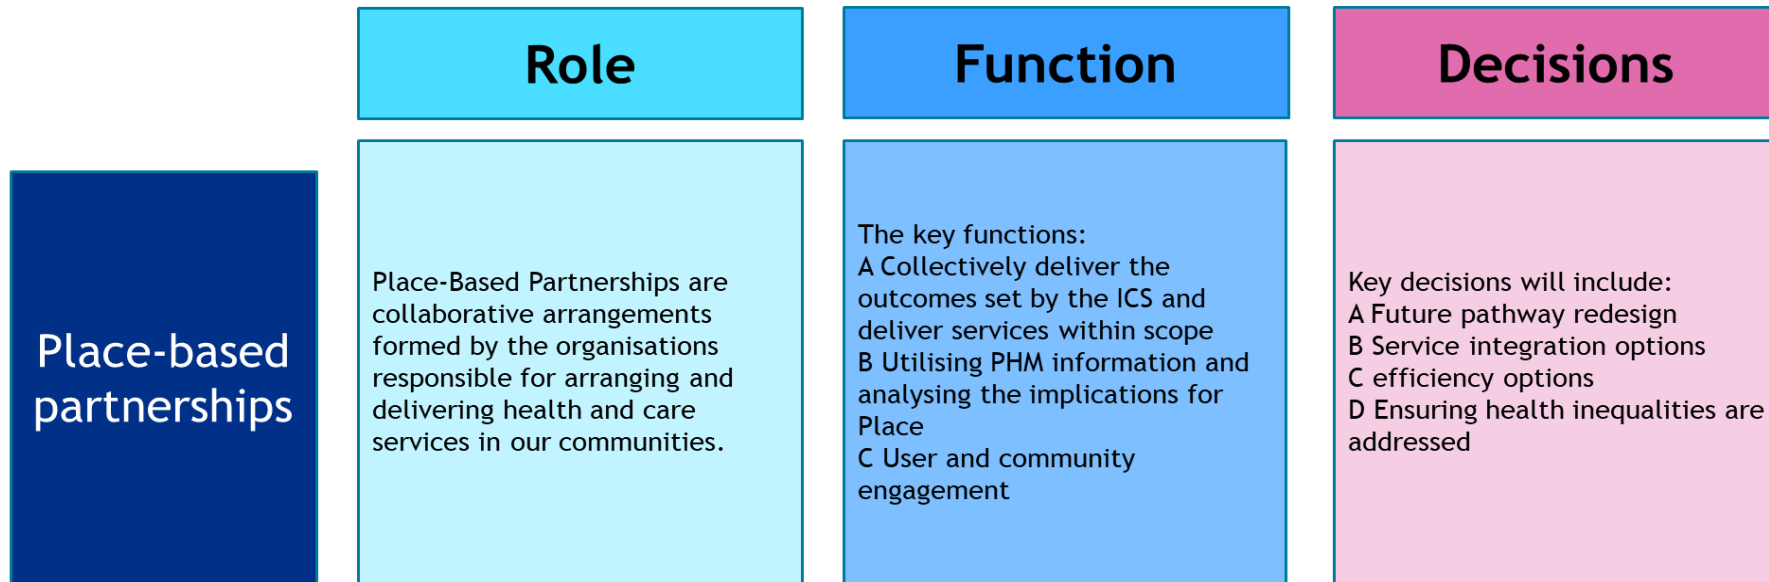 Role
Function
Decisions
Place-based
partnerships
Place-Based Partnerships are
collaborative arrangements
formed by the organisations
responsible for arranging and
delivering health and care
services in our communities.
The key functions:
A Collectively deliver the
outcomes set by the ICS and
deliver services within scope
B Utilising PHM information and
analysing the implications for
Place
C User and community
engagement
Key decisions will include:
A Future pathway redesign
B Service integration options
C efficiency options
D Ensuring health inequalities are
addressed